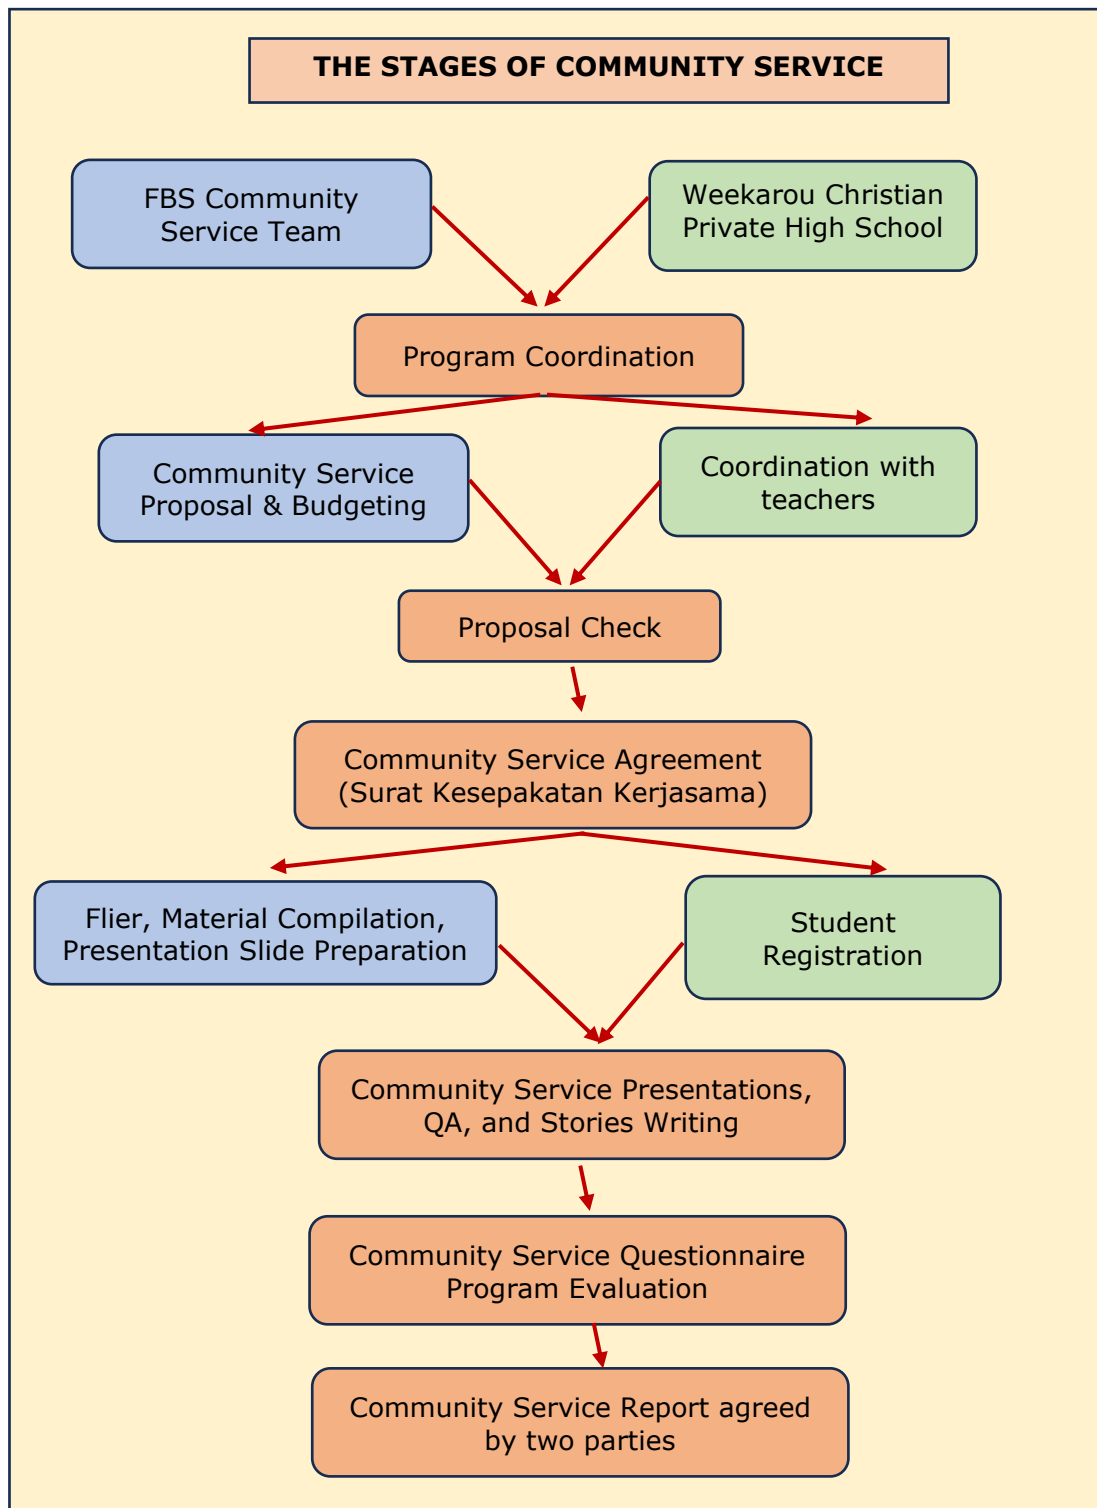 THE STAGES OF COMMUNITY SERVICE
FBS Community
Service Team
Weekarou Christian
Private High School
Program Coordination
Community Service
Proposal & Budgeting
Coordination with
teachers
Proposal Check
Community Service Agreement
(Surat Kesepakatan Kerjasama)
Flier, Material Compilation,
Presentation Slide Preparation
Student
Registration
Community Service Presentations,
QA, and Stories Writing
Community Service Questionnaire
Program Evaluation
Community Service Report agreed
by two parties